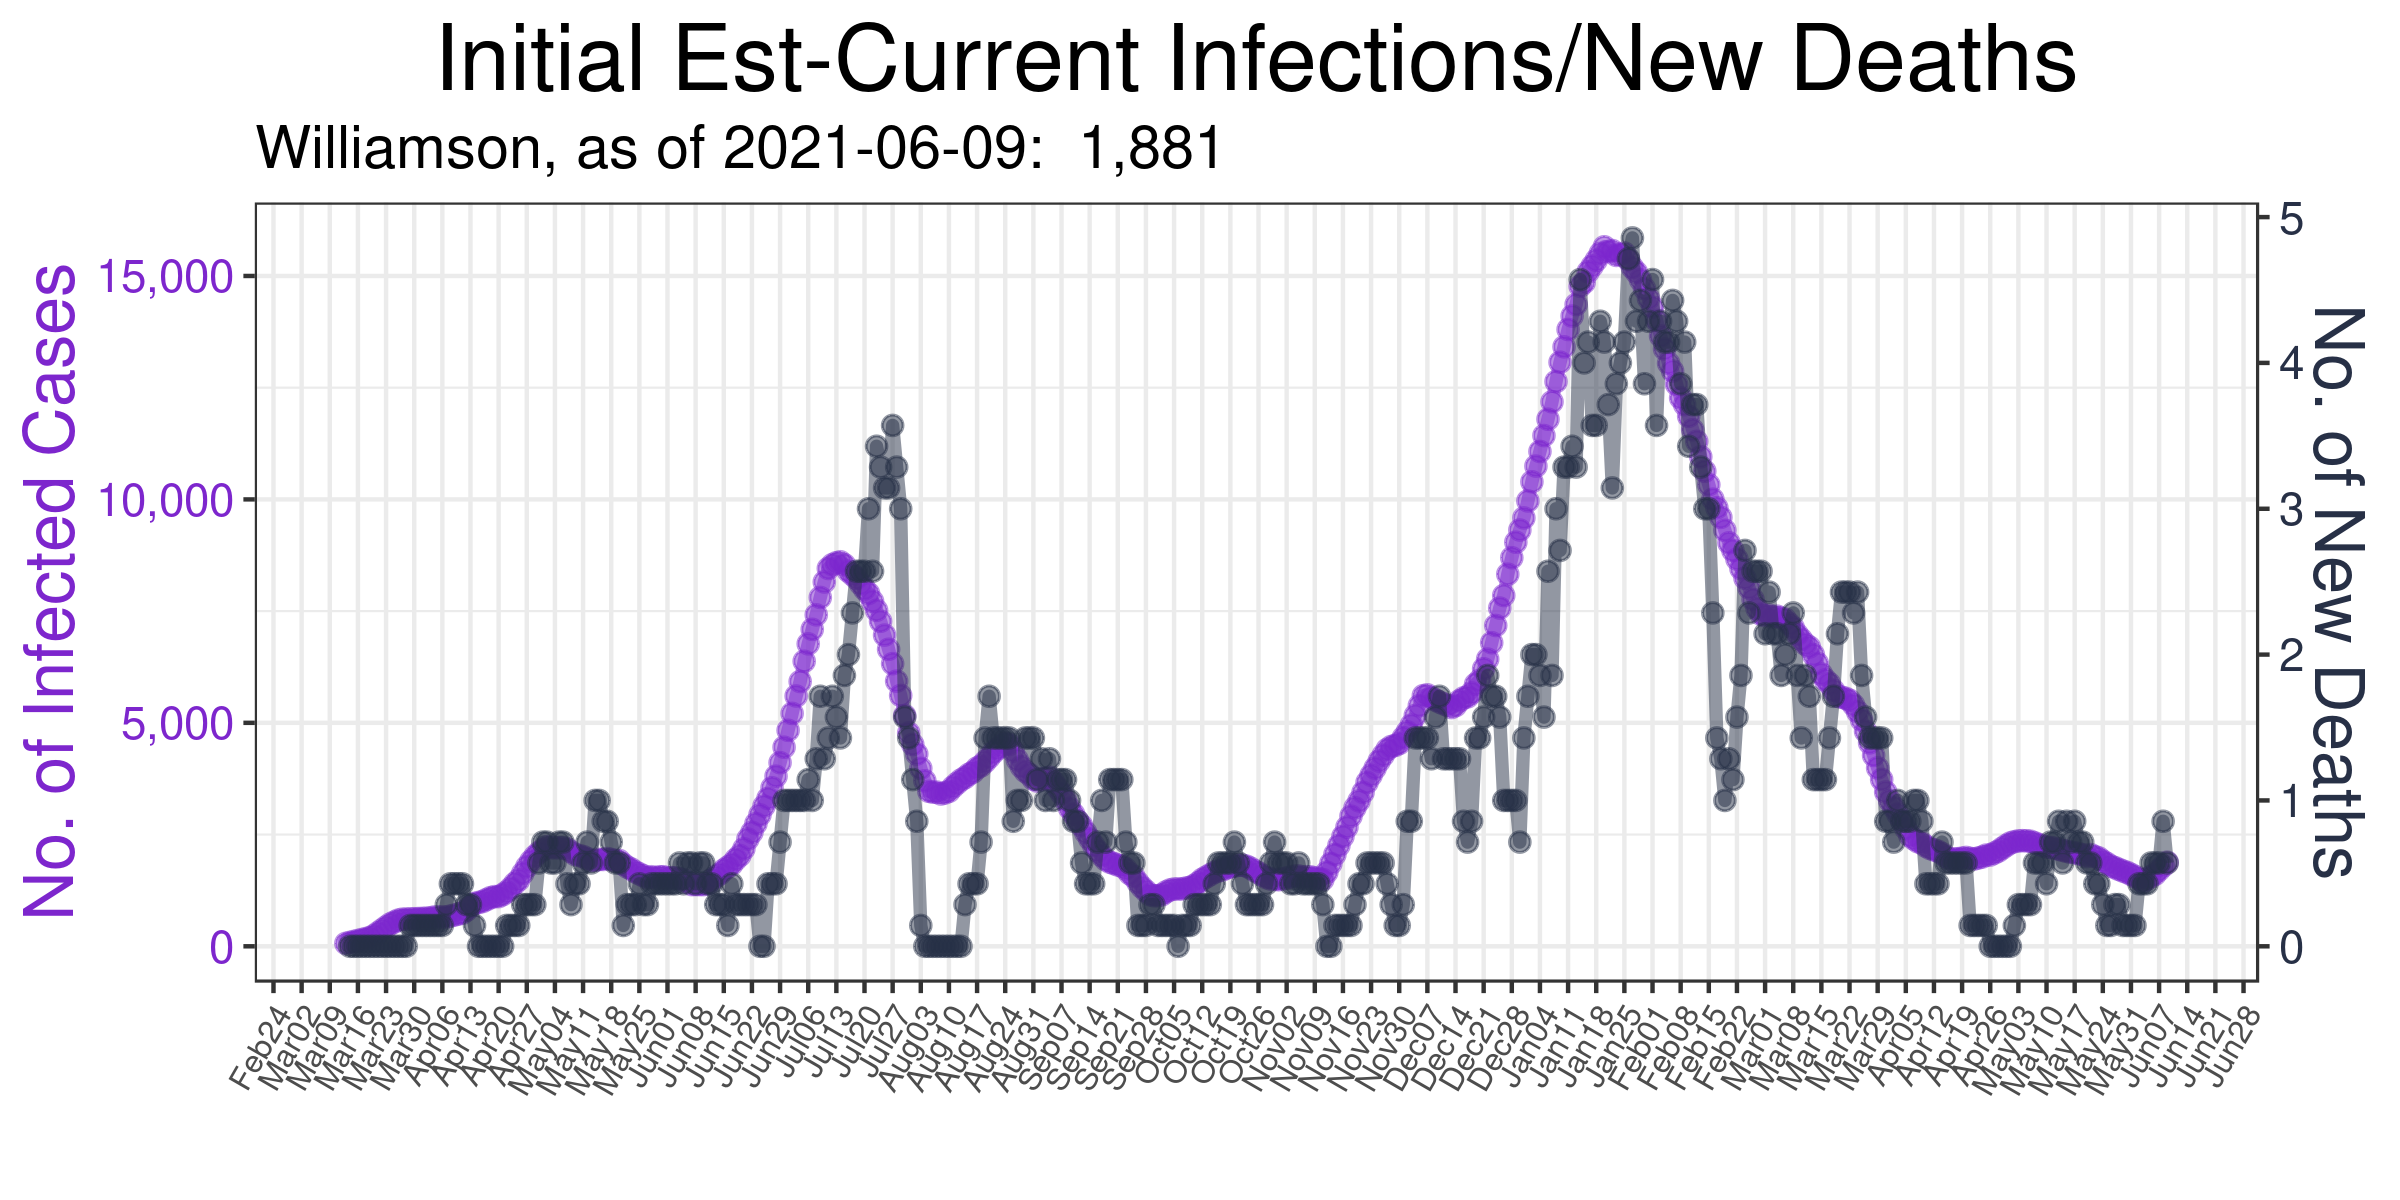 Initial Est-Current Infections/New Deaths
Williamson, as of 2021-06-09:  1,881
No. of Infected Cases
15,000
10,000
5,000
0
5
4
3
2
1
0
No. of New Deaths
Feb24
Mar02
Mar09
Mar16
Mar23
Mar30
Apr06
Apr13
Apr20
Apr27
May04
May11
May18
May25
Jun01
Jun08
Jun15
Jun22
Jun29
Jul06
Jul13
Jul20
Jul27
Aug03
Aug10
Aug17
Aug24
Aug31
Sep07
Sep14
Sep21
Sep28
Oct05
Oct12
Oct19
Oct26
Nov02
Nov09
Nov16
Nov23
Nov30
Dec07
Dec14
Dec21
Dec28
Jan04
Jan11
Jan18
Jan25
Feb01
Feb08
Feb15
Feb22
Mar01
Mar08
Mar15
Mar22
Mar29
Apr05
Apr12
Apr19
Apr26
May03
May10
May17
May24
May31
Jun07
Jun14
Jun21
Jun28